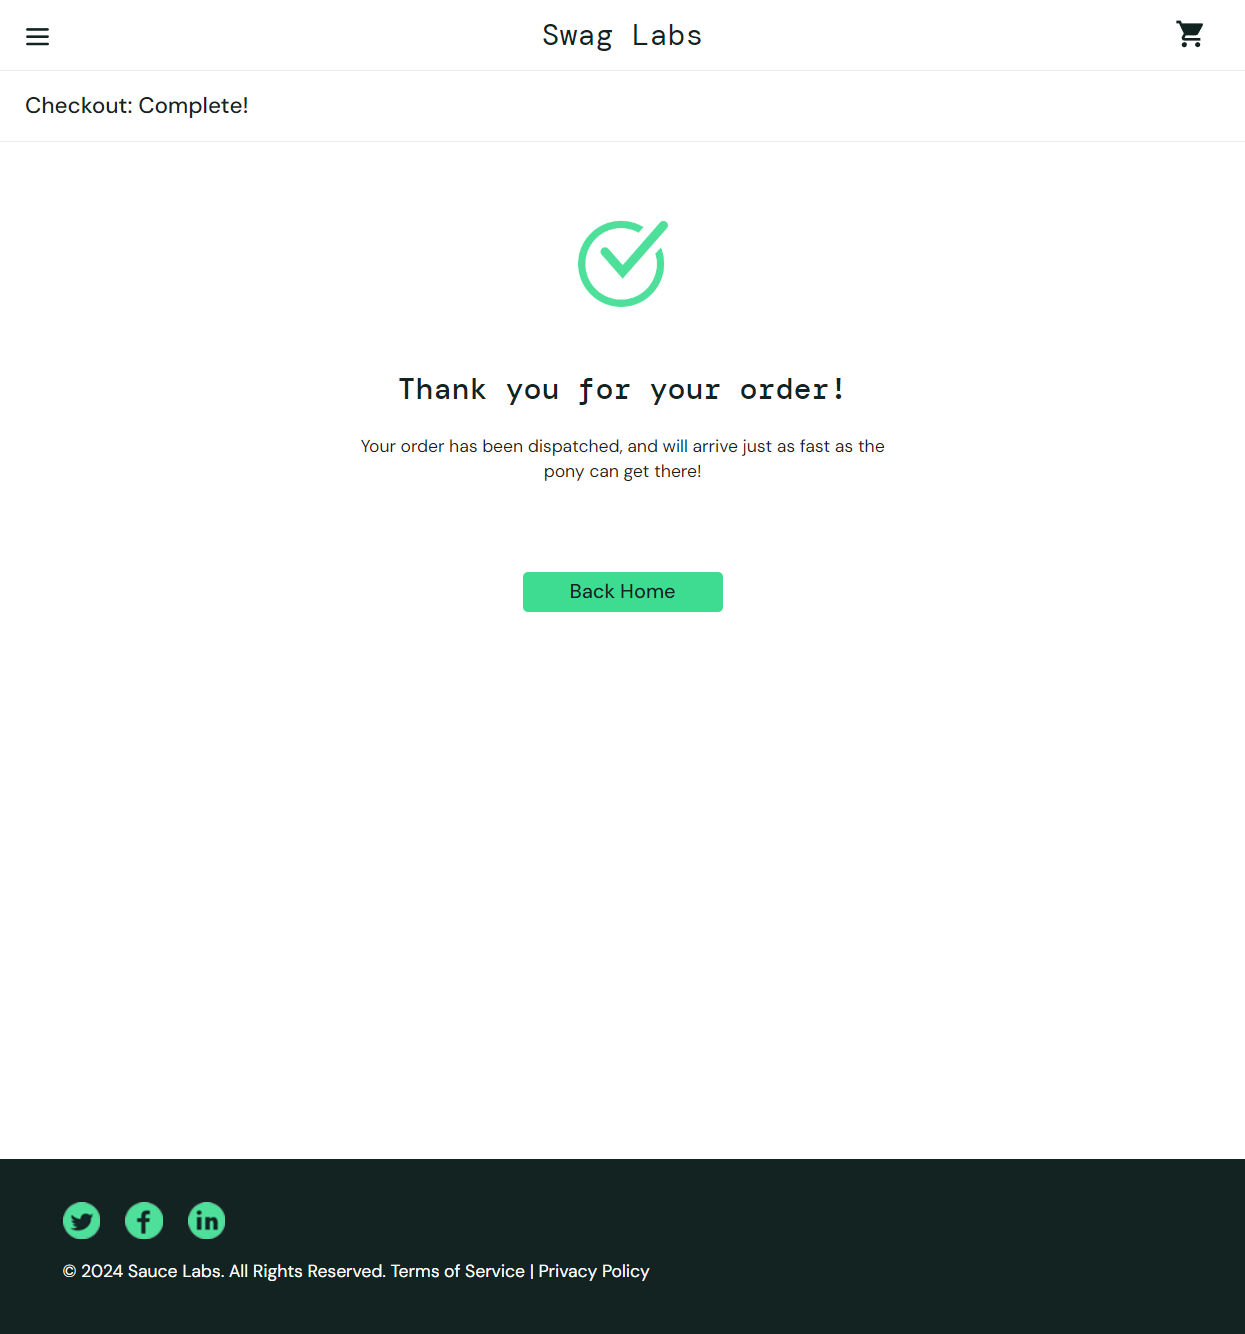 Swag Labs
Checkout: Complete!
Thank you for your order!
Your order has been dispatched, and will arrive just as fast as the
pony can get there!
Back Home
© 2024 Sauce Labs. All Rights Reserved. Terms of Service | Privacy Policy